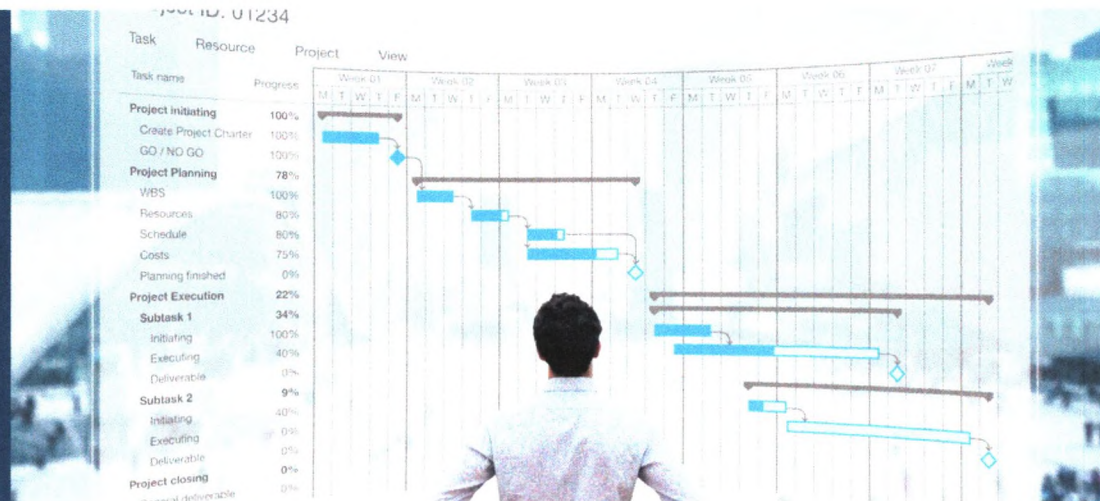 ject ID: 01234
Task Resource Project View
Task name Progress Week 01 Week 02 Week 03 Week 04 Week 05 Week 06 Week 07 Week
M T W T F M T W T F M T W T F M T W T F M T W T F M T W T F M T W T F M T W
Project initiating 100%
Create Project Charter 100%
GO / NO GO 100%
Project Planning 78%
WBS 100%
Resources 80%
Schedule 80%
Costs 75%
Planning finished 0%
Project Execution 22%
Subtask 1 34%
Initiating 100%
Executing 40%
Deliverable 0%
Subtask 2 9%
Initiating 40%
Executing 0%
Deliverable 0%
Project closing 0%
deliverable 0%